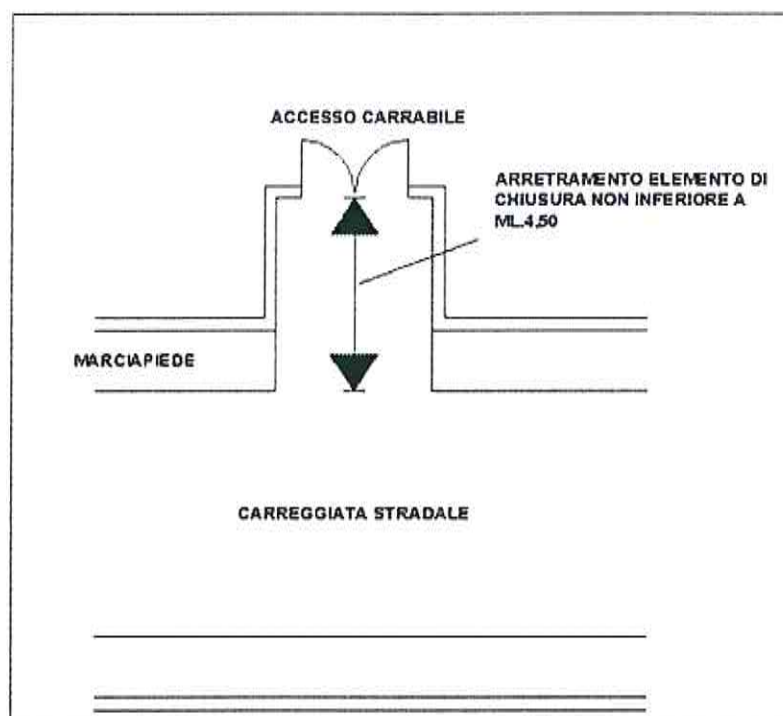 ACCESSO CARRABILE
ARRETRAMENTO ELEMENTO DI
CHIUSURA NON INFERIORE A
ML.4,50
MARCIAPIEDE
CARREGGIATA STRADALE